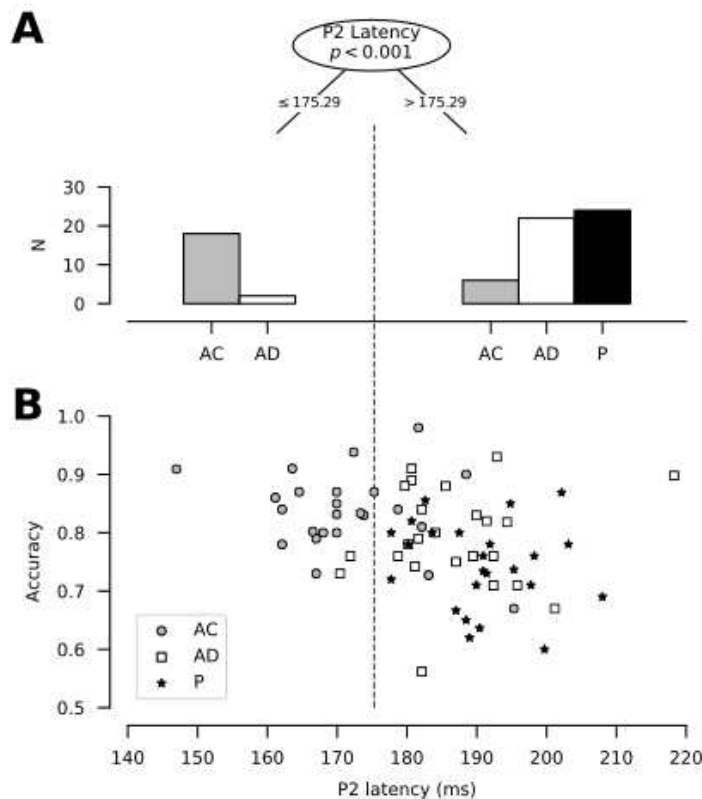 A
P2 Latency
p < 0.001
≤ 175.29
> 175.29
30
20
10
0
N
AC AD AC AD P
B
1.0
0.9
0.8
0.7
0.6
0.5
Accuracy
AC
AD
P
140 150 160 170 180 190 200 210 220
P2 latency (ms)